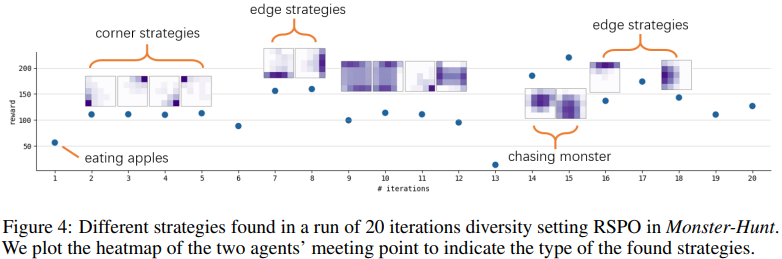 edge strategies
corner strategies
edge strategies
200
150
100
50
reward
eating apples
chasing monster
1 2 3 4 5 6 7 8 9 10 11 12 13 14 15 16 17 18 19 20
# iterations
Figure 4: Different strategies found in a run of 20 iterations diversity setting RSPO in Monster-Hunt.
We plot the heatmap of the two agents' meeting point to indicate the type of the found strategies.